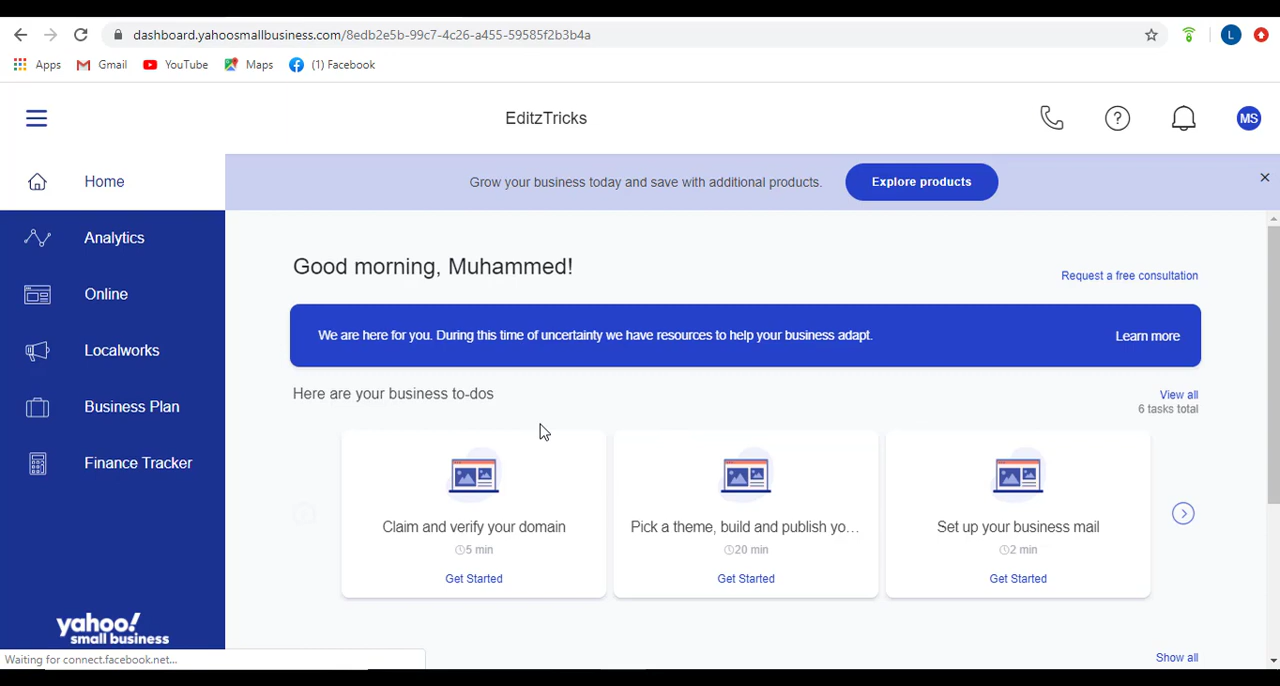 dashboard.yahoosmallbusiness.com/8edb2e5b-99c7-4c26-a455-59585f2b3b4a
L
Apps Gmail YouTube Maps (1) Facebook
EditzTricks
?
MS
Home
Grow your business today and save with additional products.
Explore products
Analytics
Online
Localworks
Business Plan
Finance Tracker
Good morning, Muhammed!
Request a free consultation
We are here for you. During this time of uncertainty we have resources to help your business adapt.
Learn more
Here are your business to-dos
View all
6 tasks total
Claim and verify your domain
5 min
Get Started
Pick a theme, build and publish yo...
20 min
Get Started
Set up your business mail
2 min
Get Started
yahoo!
small business
Show all
Waiting for connect.facebook.net...